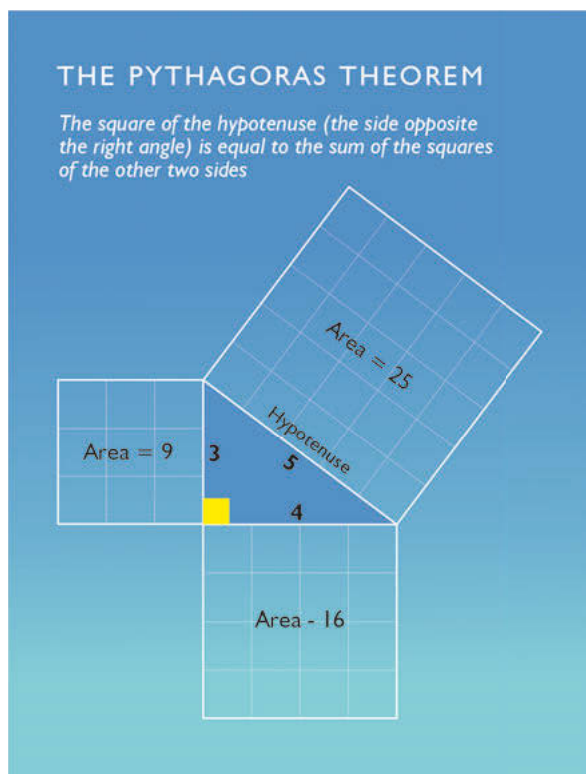 THE PYTHAGORAS THEOREM
The square of the hypotenuse (the side opposite
the right angle) is equal to the sum of the squares
of the other two sides
Area = 25
Hypotenuse
Area = 9
3
5
4
Area - 16